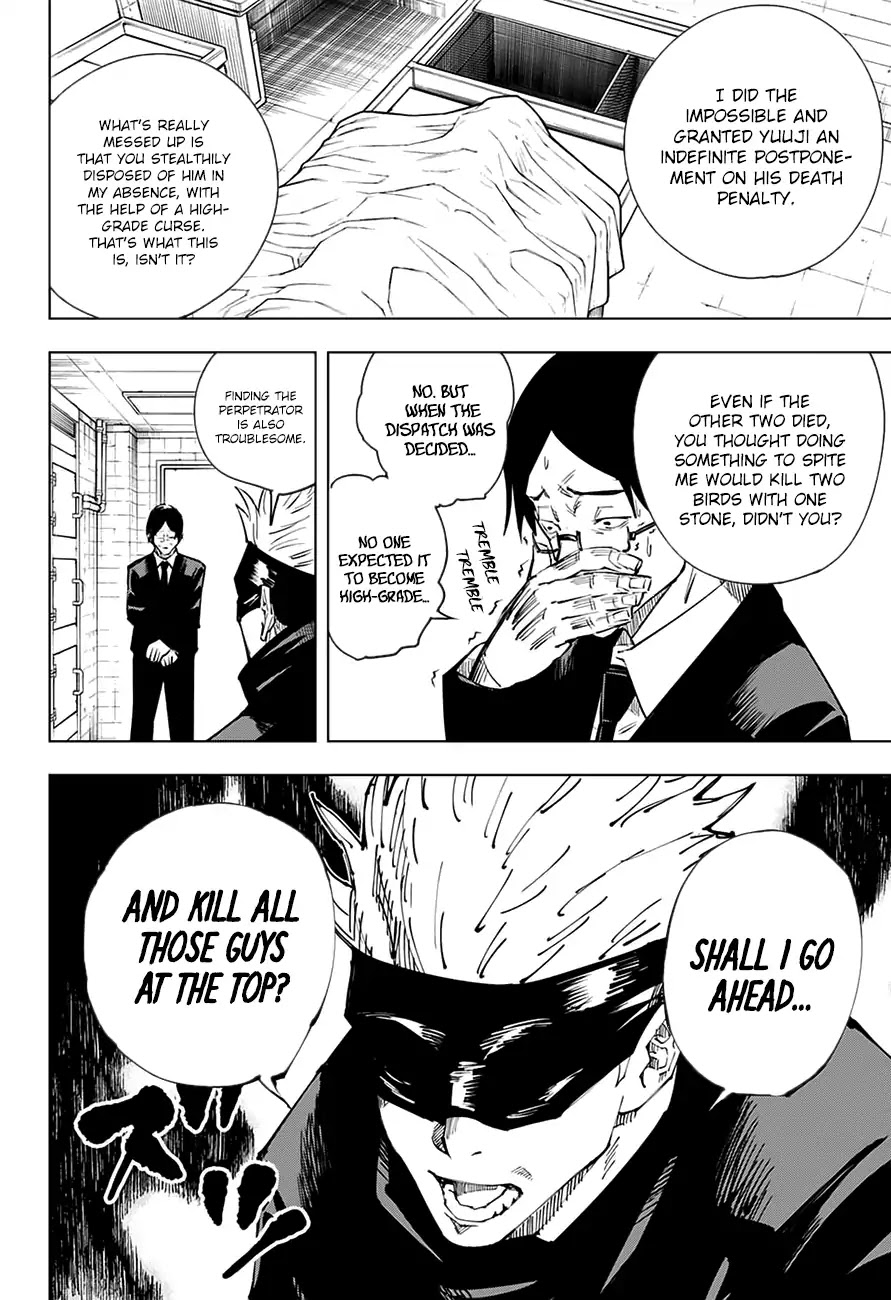 I DID THE
IMPOSSIBLE AND
GRANTED YUUJI AN
INDEFINITE POSTPONE-
MENT ON HIS DEATH
PENALTY.
WHAT'S REALLY
MESSED UP IS
THAT YOU STEALTHILY
DISPOSED OF HIM IN
MY ABSENCE, WITH
THE HELP OF A HIGH-
GRADE CURSE.
THAT'S WHAT THIS
IS, ISN'T IT?
EVEN IF THE
OTHER TWO DIED,
YOU THOUGHT DOING
SOMETHING TO SPITE
ME WOULD KILL TWO
BIRDS WITH ONE
STONE, DIDN'T YOU?
NO. BUT
WHEN THE
DISPATCH WAS
DECIDED...
NO ONE
EXPECTED IT
TO BECOME
HIGH-GRADE...
TREMBLE
TREMBLE
FINDING THE
PERPETRATOR
IS ALSO
TROUBLESOME.
SHALL I GO
AHEAD...
AND KILL ALL
THOSE GUYS
AT THE TOP?
ズズッ